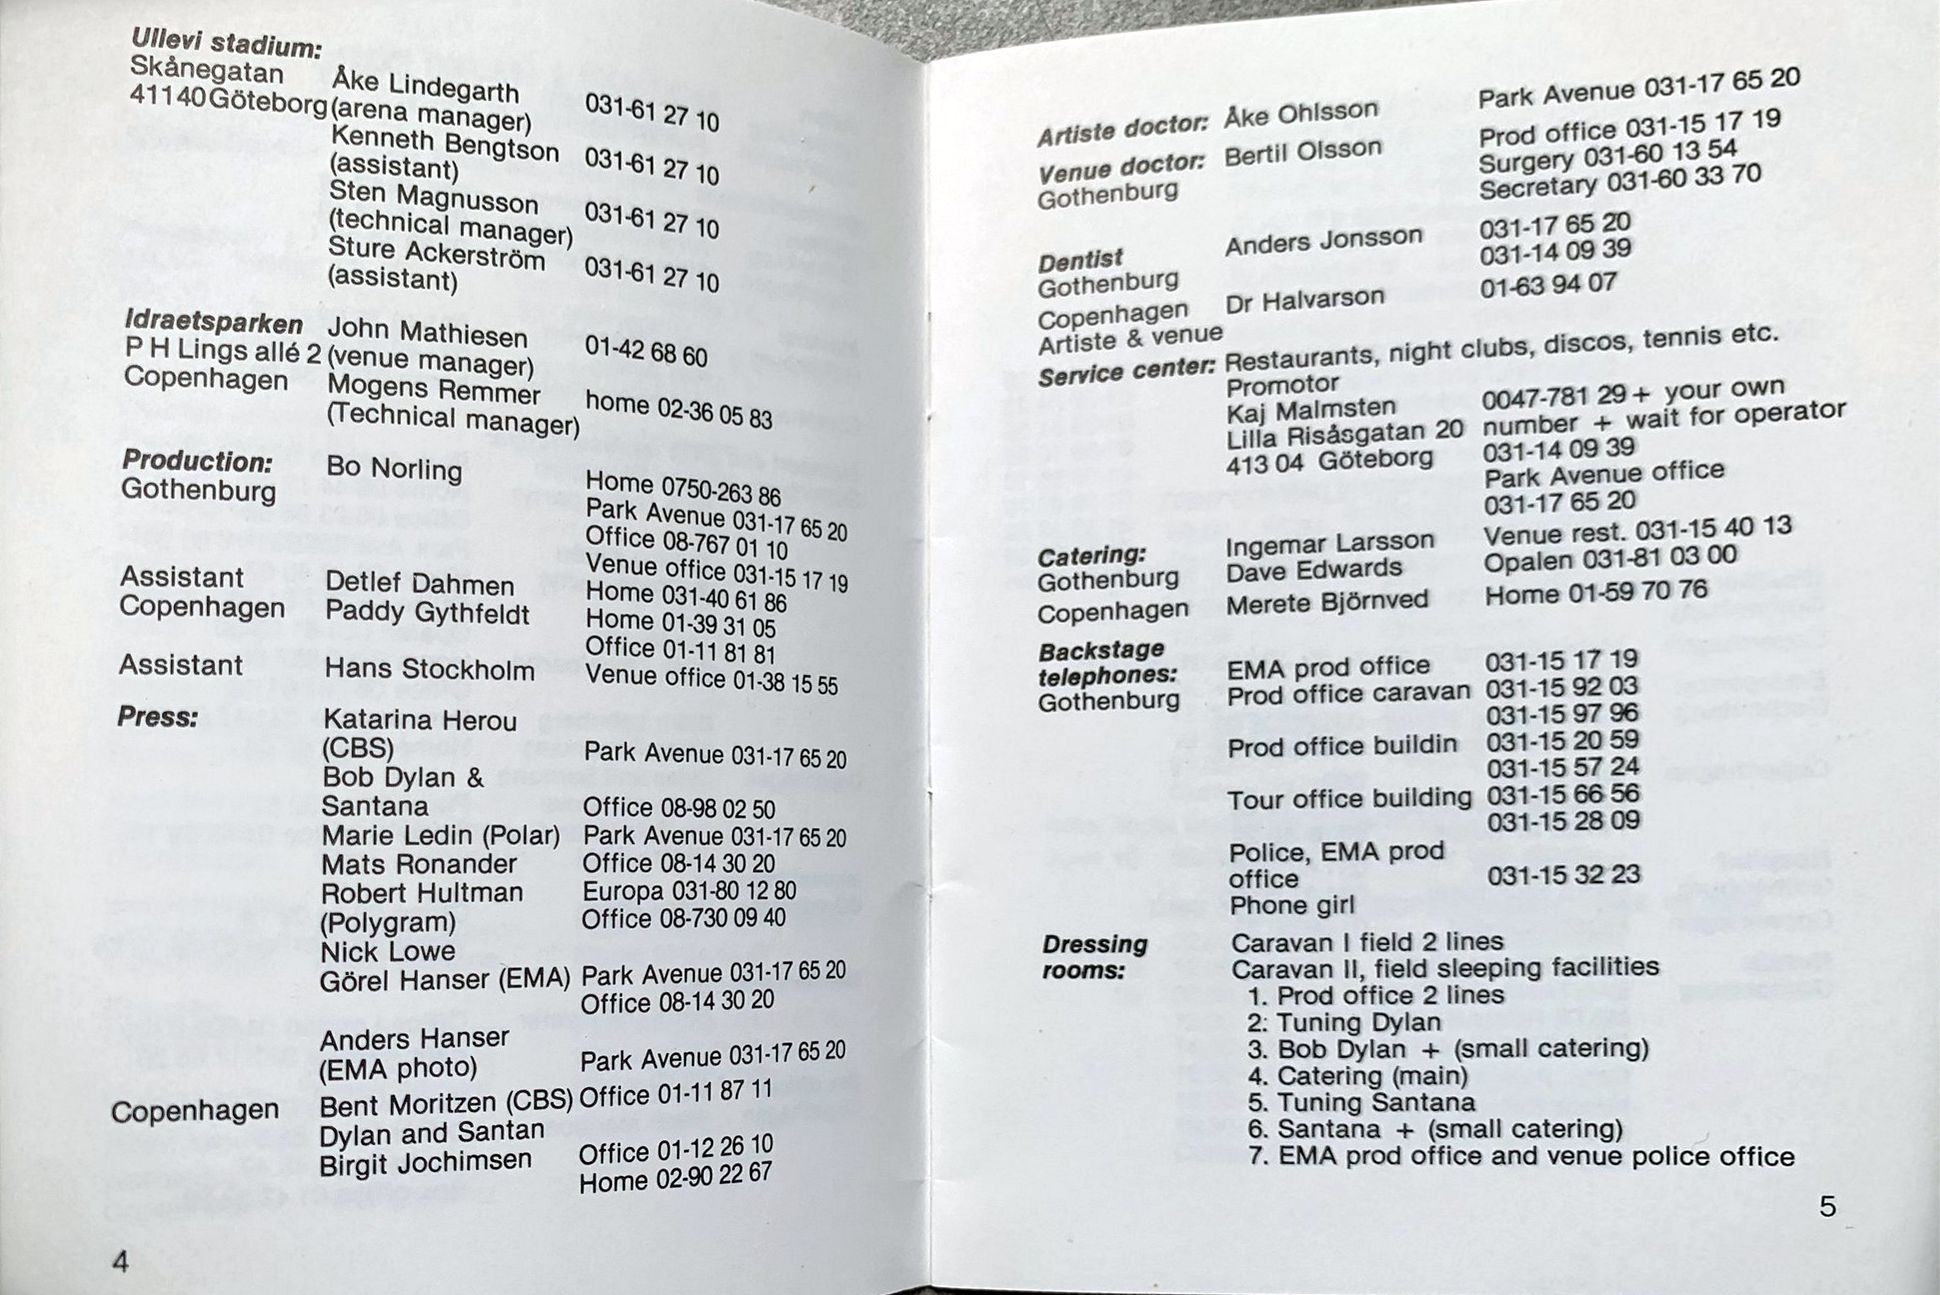 Ullevi stadium:
Skånegatan Åke Lindegarth 031-61 27 10
41140 Göteborg (arena manager)
Kenneth Bengtson 031-61 27 10
(assistant)
Sten Magnusson 031-61 27 10
(technical manager)
Sture Ackerström 031-61 27 10
(assistant)
Idraetsparken John Mathiesen 01-42 68 60
P H Lings allé 2 (venue manager)
Copenhagen Mogens Remmer home 02-36 05 83
(Technical manager)
Production: Bo Norling Home 0750-263 86
Gothenburg Park Avenue 031-17 65 20
Office 08-767 01 10
Venue office 031-15 17 19
Assistant Detlef Dahmen Home 031-40 61 86
Copenhagen Paddy Gythfeldt Home 01-39 31 05
Office 01-11 81 81
Assistant Hans Stockholm Venue office 01-38 15 55
Press: Katarina Herou
(CBS) Park Avenue 031-17 65 20
Bob Dylan &
Santana Office 08-98 02 50
Marie Ledin (Polar) Park Avenue 031-17 65 20
Mats Ronander Office 08-14 30 20
Robert Hultman Europa 031-80 12 80
(Polygram) Office 08-730 09 40
Nick Lowe
Görel Hanser (EMA) Park Avenue 031-17 65 20
Office 08-14 30 20
Anders Hanser
(EMA photo) Park Avenue 031-17 65 20
Copenhagen Bent Moritzen (CBS) Office 01-11 87 11
Dylan and Santan
Birgit Jochimsen Office 01-12 26 10
Home 02-90 22 67
4
Artiste doctor: Åke Ohlsson Park Avenue 031-17 65 20
Venue doctor: Bertil Olsson Prod office 031-15 17 19
Gothenburg Surgery 031-60 13 54
Secretary 031-60 33 70
Dentist Anders Jonsson 031-17 65 20
Gothenburg 031-14 09 39
Copenhagen Dr Halvarson 01-63 94 07
Artiste & venue
Service center: Restaurants, night clubs, discos, tennis etc.
Promotor
Kaj Malmsten 0047-781 29 + your own
Lilla Risåsgatan 20 number + wait for operator
413 04 Göteborg 031-14 09 39
Park Avenue office
031-17 65 20
Catering: Ingemar Larsson Venue rest. 031-15 40 13
Gothenburg Dave Edwards Opalen 031-81 03 00
Copenhagen Merete Björnved Home 01-59 70 76
Backstage
telephones: EMA prod office 031-15 17 19
Gothenburg Prod office caravan 031-15 92 03
031-15 97 96
Prod office buildin 031-15 20 59
031-15 57 24
Tour office building 031-15 66 56
031-15 28 09
Police, EMA prod
office 031-15 32 23
Phone girl
Dressing Caravan I field 2 lines
rooms: Caravan II, field sleeping facilities
1. Prod office 2 lines
2: Tuning Dylan
3. Bob Dylan + (small catering)
4. Catering (main)
5. Tuning Santana
6. Santana + (small catering)
7. EMA prod office and venue police office
5